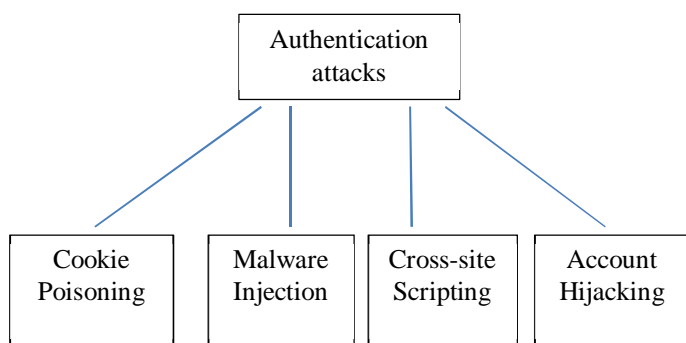 Authentication
attacks
Cookie
Poisoning
Malware
Injection
Cross-site
Scripting
Account
Hijacking